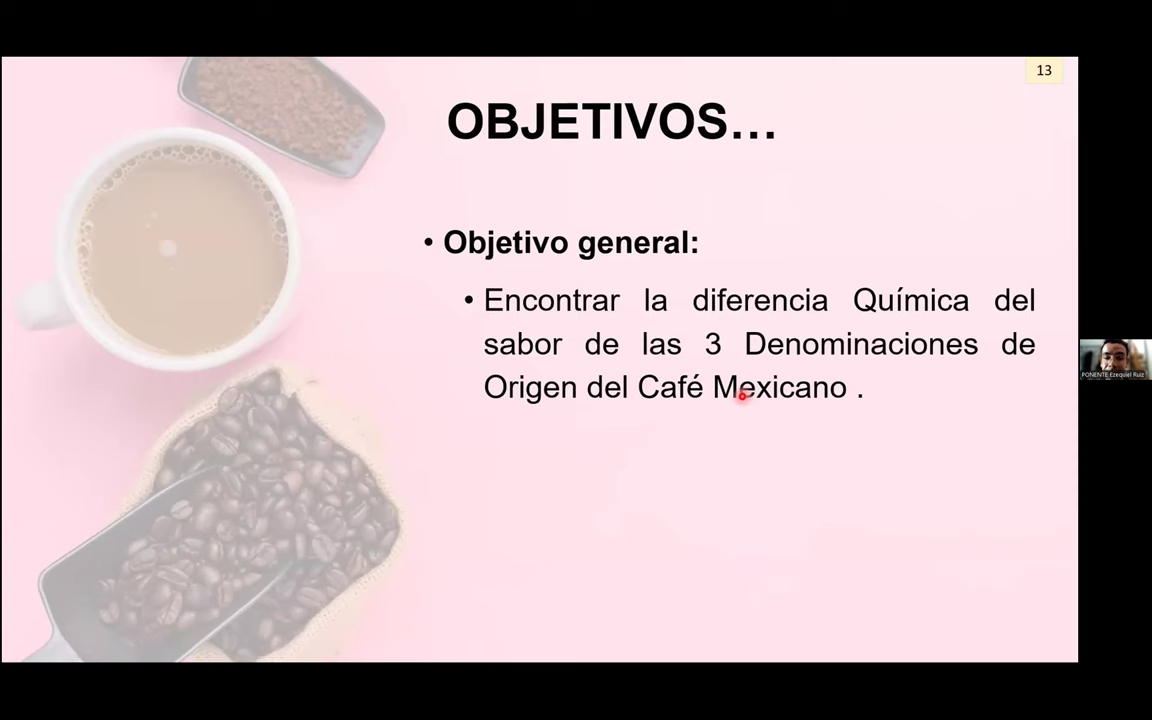 13
OBJETIVOS…
• Objetivo general:
• Encontrar la diferencia Química del
sabor de las 3 Denominaciones de
Origen del Café Mexicano .
PONENTE Ezequiel Ruiz